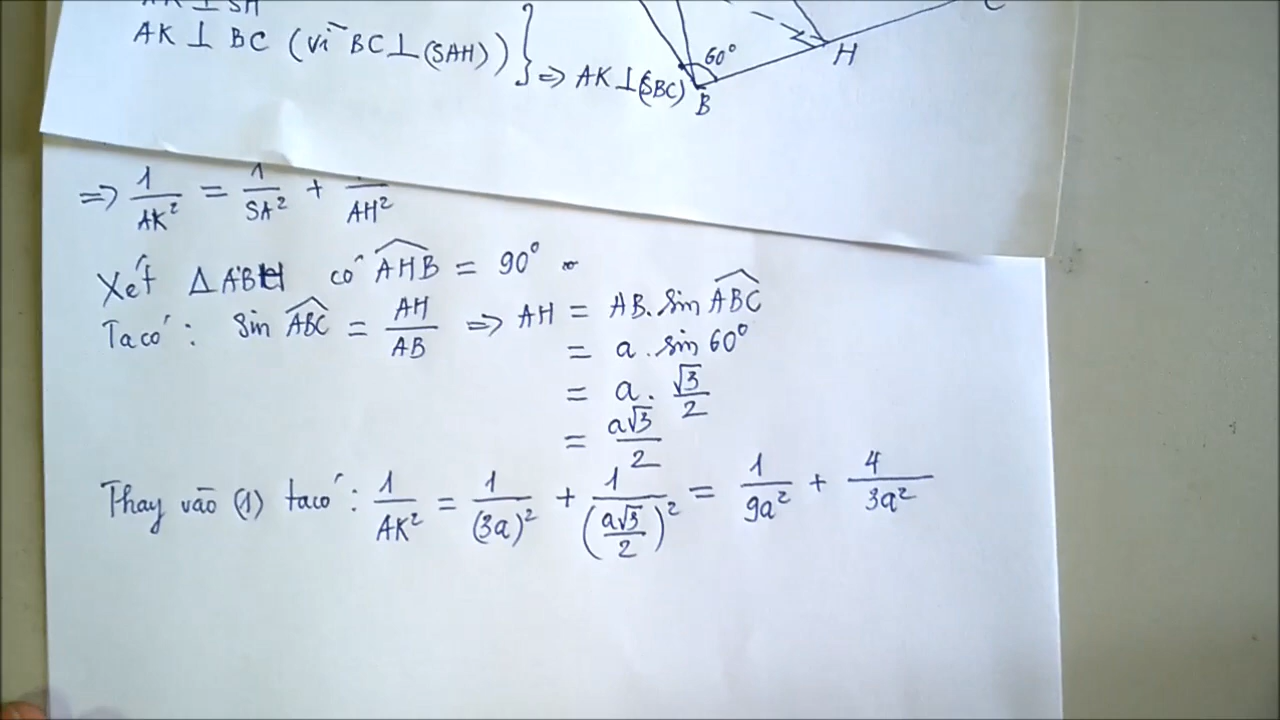 AK ⊥ SH
AK ⊥ BC (vì BC ⊥ (SAH)) } => AK ⊥ (SBC)
60°
B
H
C
=> 1/AK² = 1/SA² + 1/AH²
Xét ΔABH có AHB = 90°
Ta có: Sin ABC = AH/AB => AH = AB. Sin ABC
= a. sin 60°
= a. √3/2
= a√3/2
Thay vào (1) ta có: 1/AK² = 1/(3a)² + 1/(a√3/2)² = 1/9a² + 4/3a²